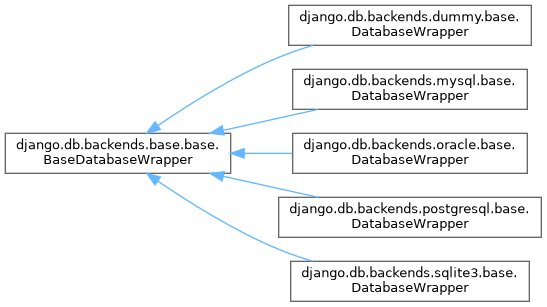 django.db.backends.dummy.base.
DatabaseWrapper
django.db.backends.mysql.base.
DatabaseWrapper
django.db.backends.base.base.
BaseDatabaseWrapper
django.db.backends.oracle.base.
DatabaseWrapper
django.db.backends.postgresql.base.
DatabaseWrapper
django.db.backends.sqlite3.base.
DatabaseWrapper